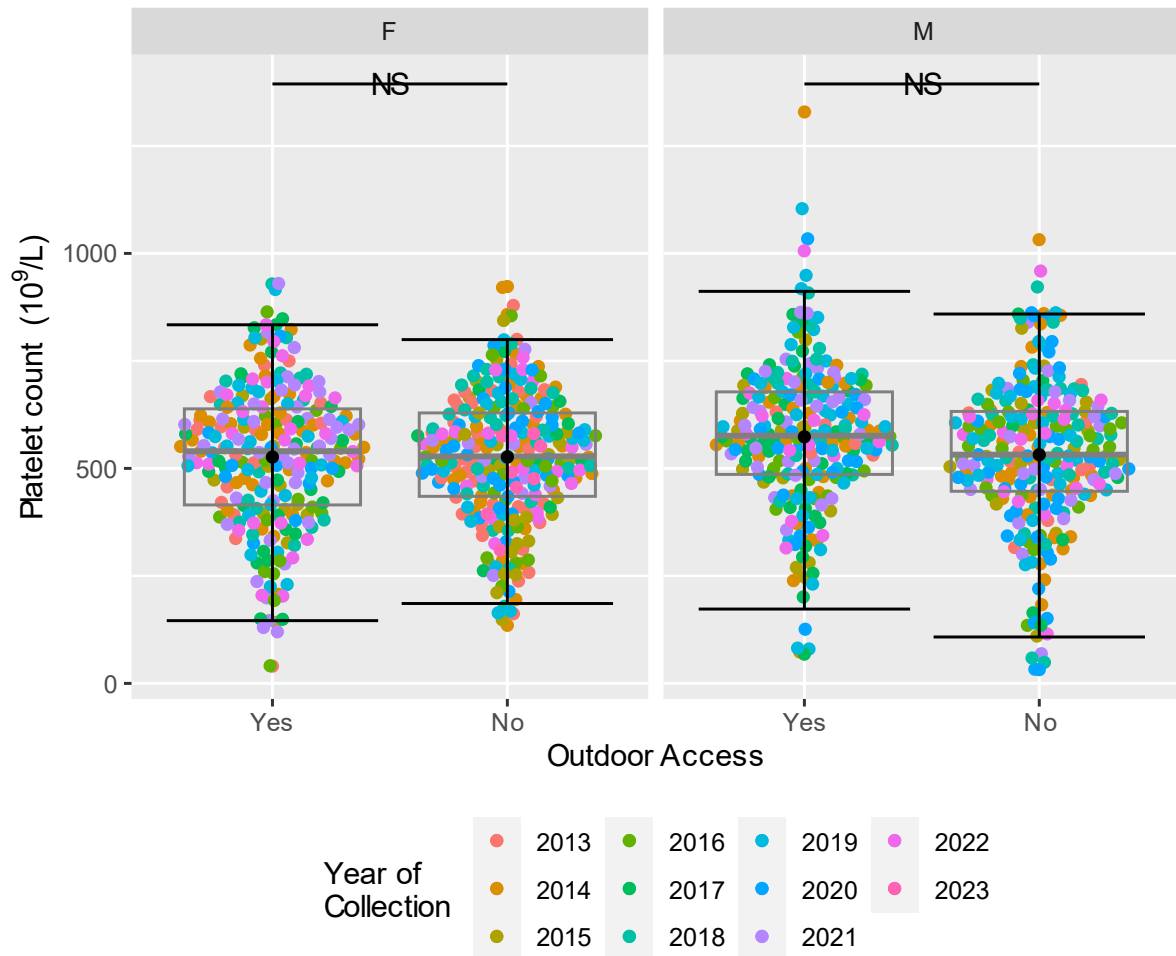 F
M
NS
NS
Platelet count (10⁹/L)
1000
500
0
Yes
No
Yes
No
Outdoor Access
Year of
Collection
2013
2016
2019
2022
2014
2017
2020
2023
2015
2018
2021